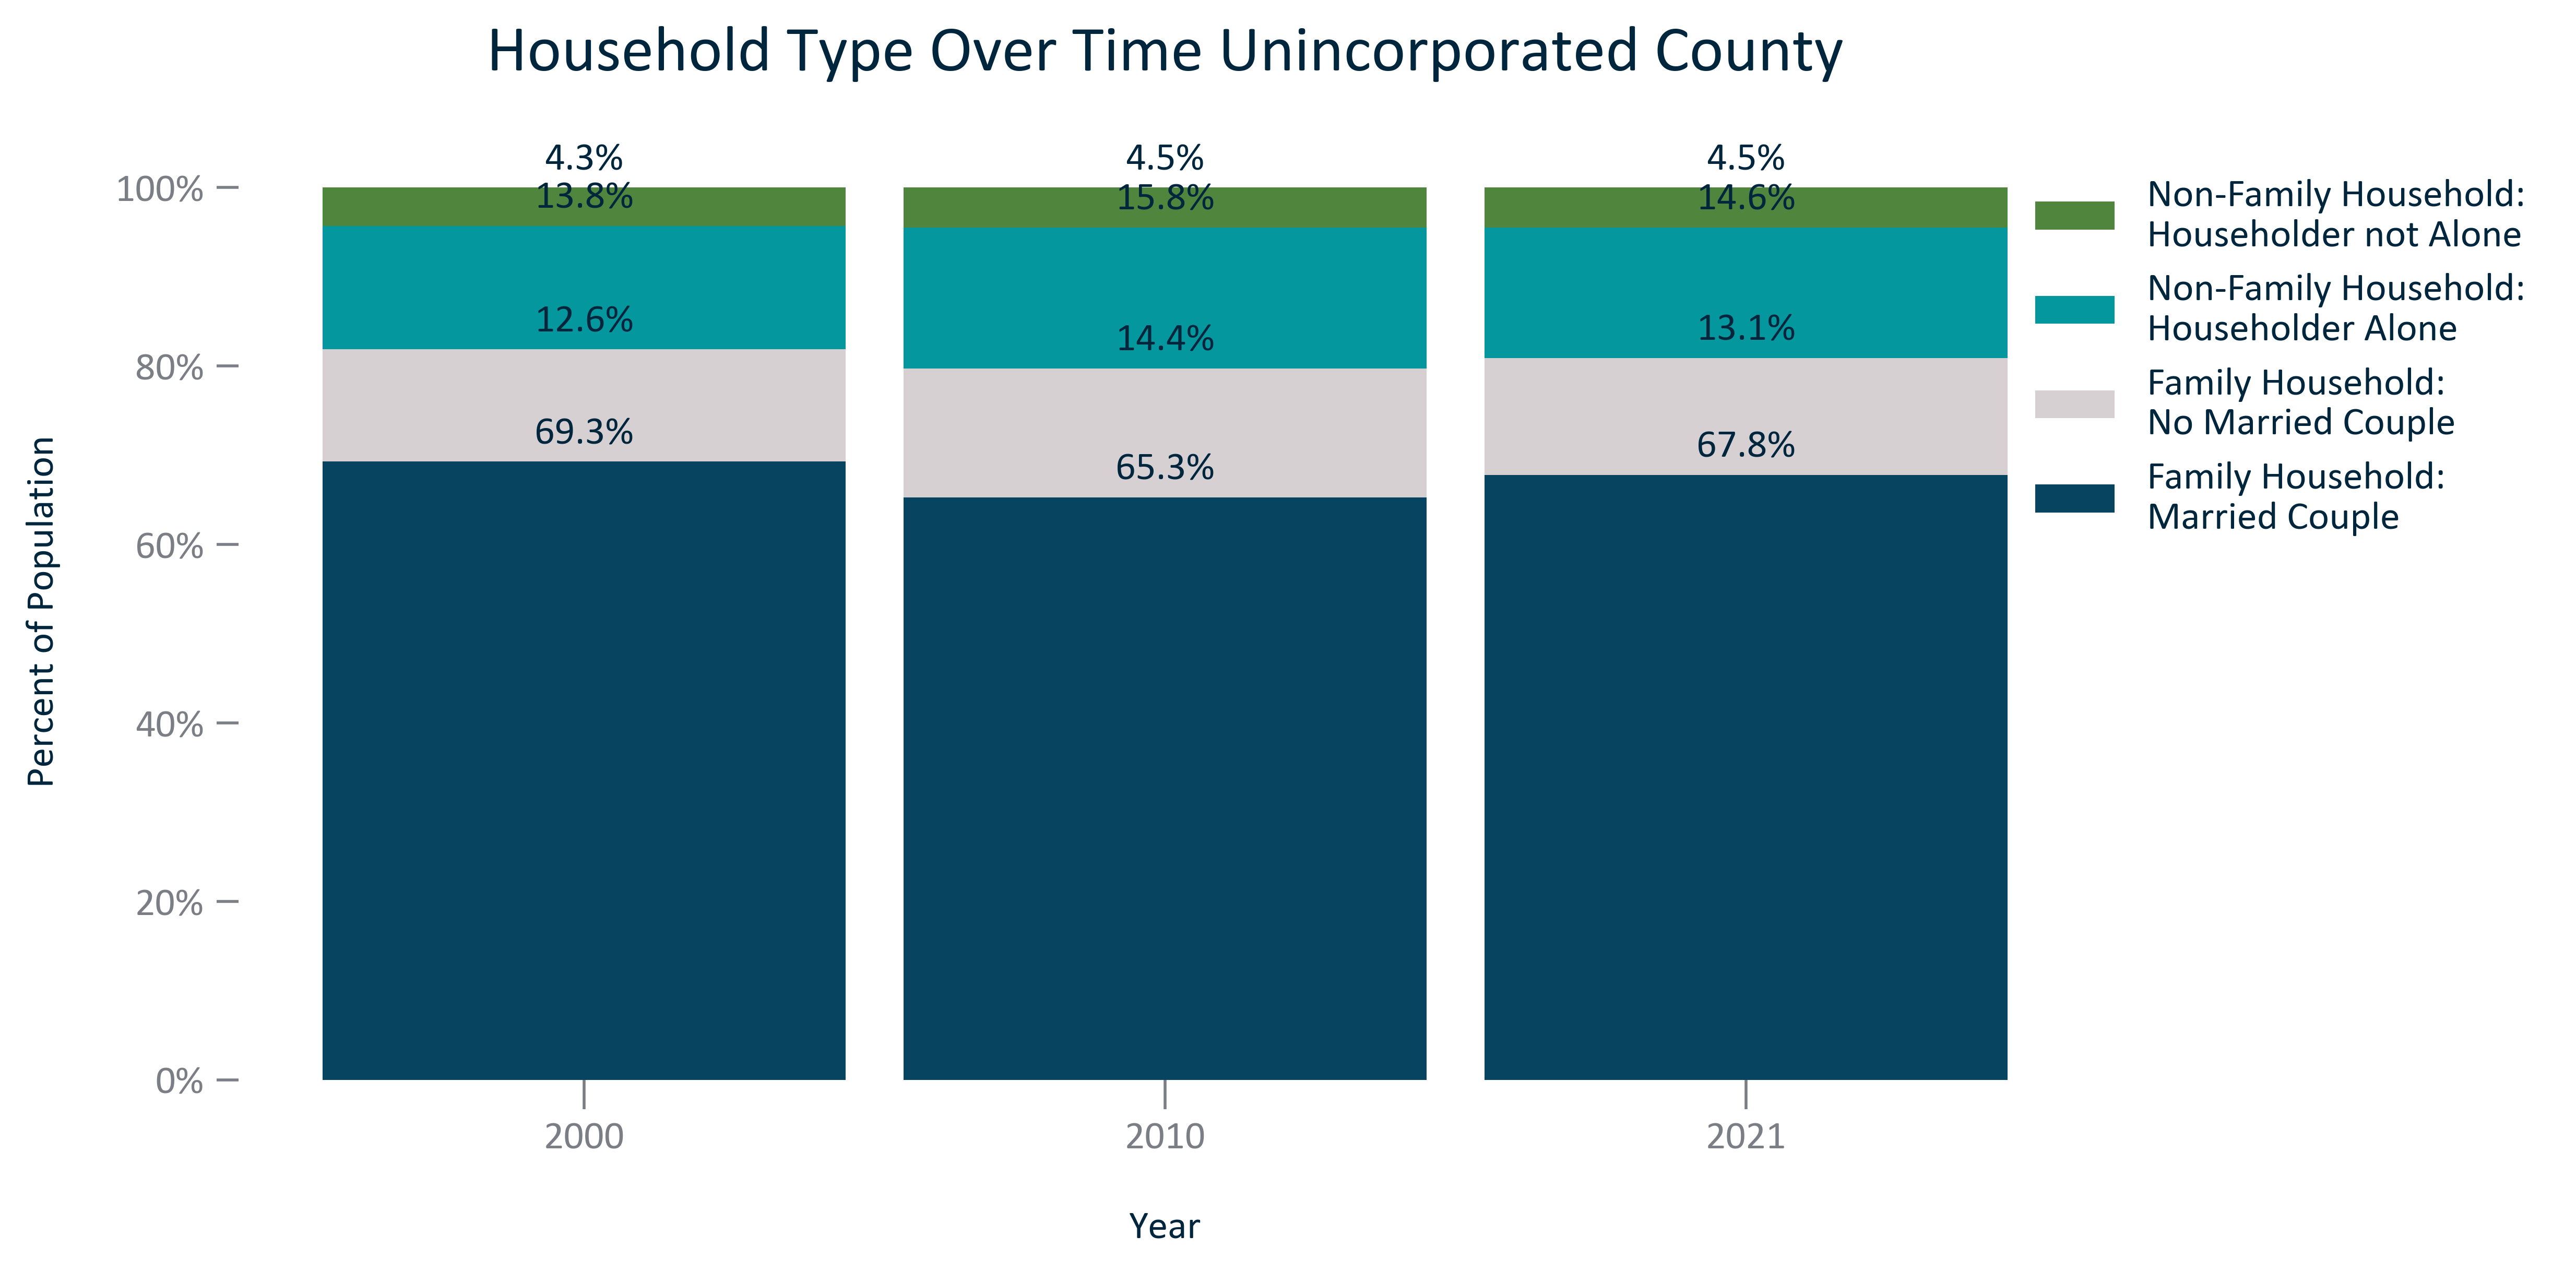 Household Type Over Time Unincorporated County
4.3%
4.5%
4.5%
100%
13.8%
15.8%
14.6%
Non-Family Household:
Householder not Alone
Non-Family Household:
Householder Alone
12.6%
14.4%
13.1%
80%
Family Household:
No Married Couple
69.3%
65.3%
67.8%
Family Household:
Married Couple
60%
Percent of Population
40%
20%
0%
2000
2010
2021
Year